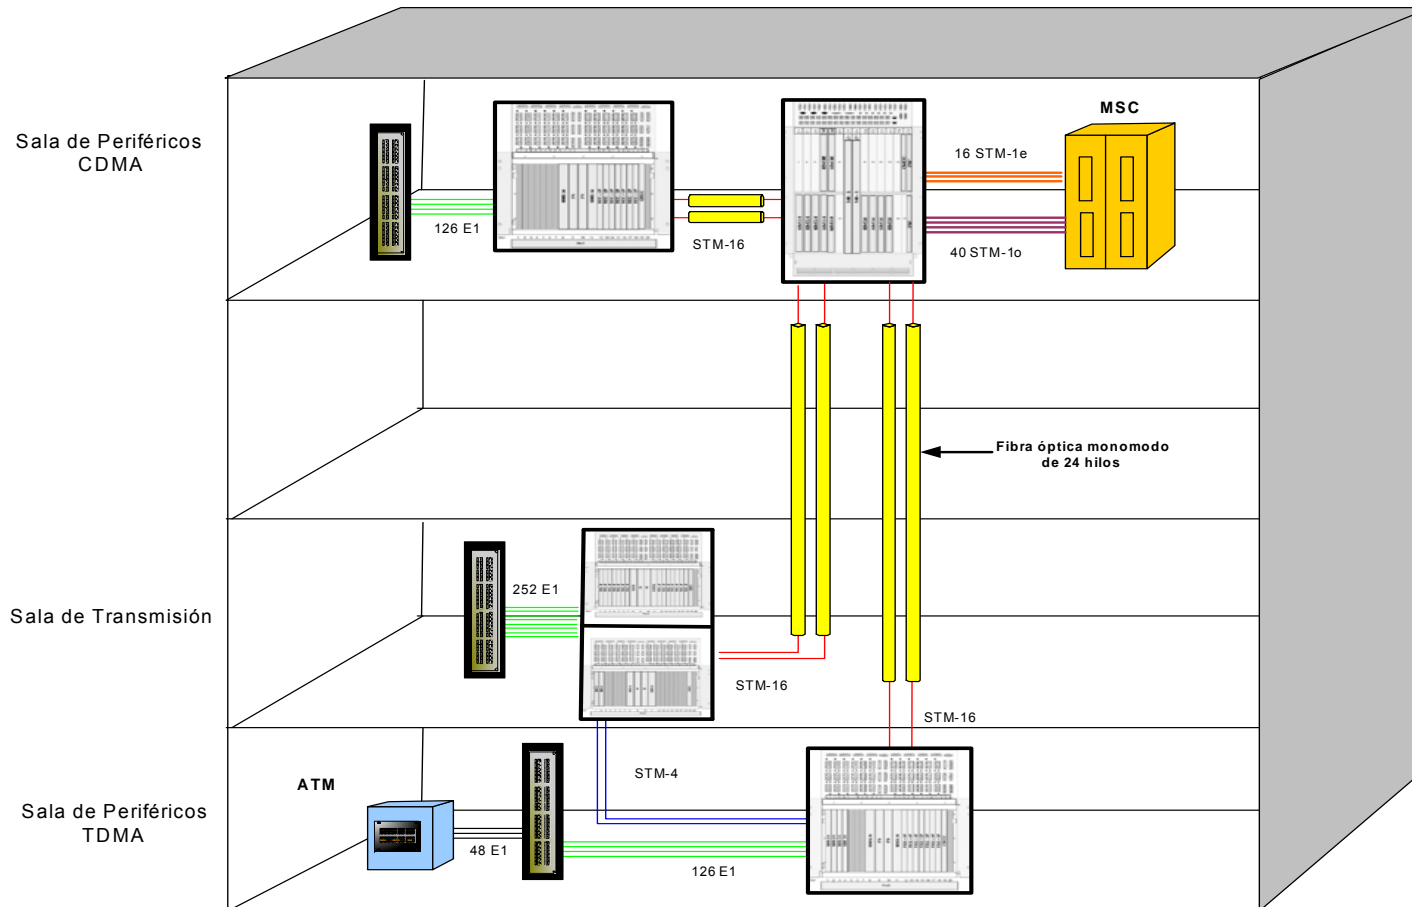 MSC
Sala de Periféricos
CDMA
16 STM-1e
126 E1
STM-16
40 STM-1o
Fibra óptica monomodo
de 24 hilos
252 E1
Sala de Transmisión
STM-16
STM-16
ATM
STM-4
Sala de Periféricos
TDMA
48 E1
126 E1